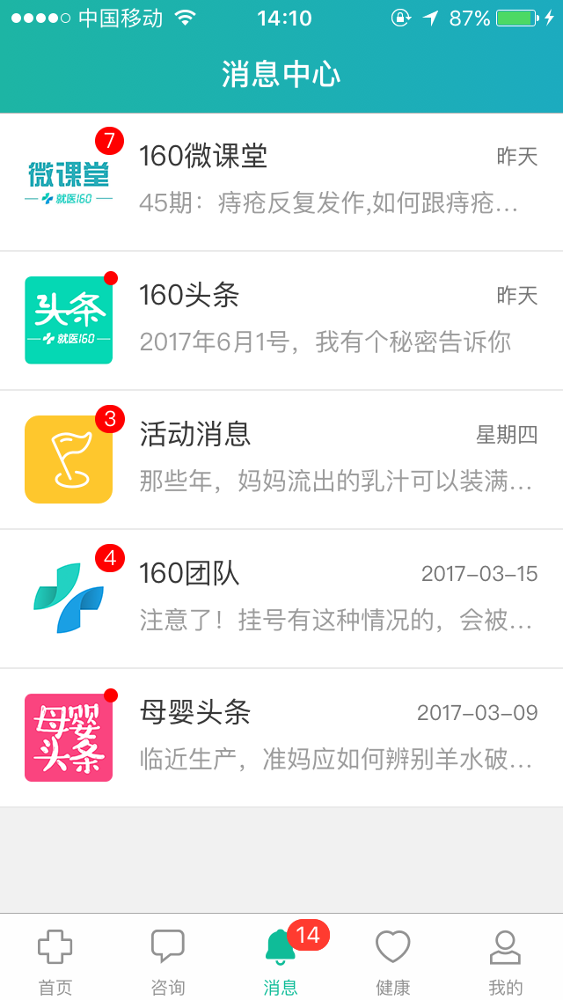 中国移动 14:10 87%
消息中心
7
微课堂
就医160
160微课堂 昨天
45期：痔疮反复发作,如何跟痔疮...
头条
就医160
160头条 昨天
2017年6月1号，我有个秘密告诉你
3
活动消息 星期四
那些年，妈妈流出的乳汁可以装满...
4
160团队 2017-03-15
注意了！挂号有这种情况的，会被...
母婴
头条
母婴头条 2017-03-09
临近生产，准妈应如何辨别羊水破...
14
首页 咨询 消息 健康 我的